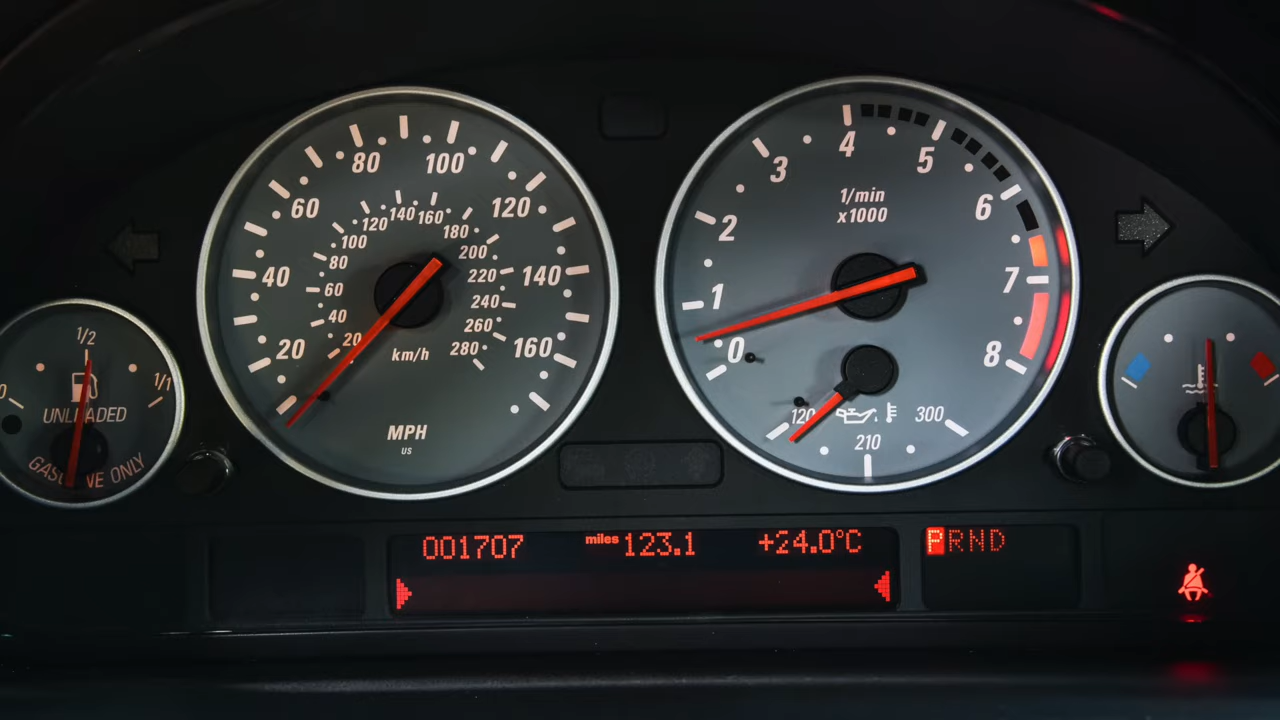 80
100
60
120
40
140
20
160
120 140 160
100 180
80 200
60 220
40 240
20 260
280
km/h
MPH
US
4
3 5
2 6
1 7
0 8
1/min
x1000
120 300
210
1/2
0 1/1
UNLEADED
GASOLINE ONLY
001707 miles 123.1 +24.0°C
PRND